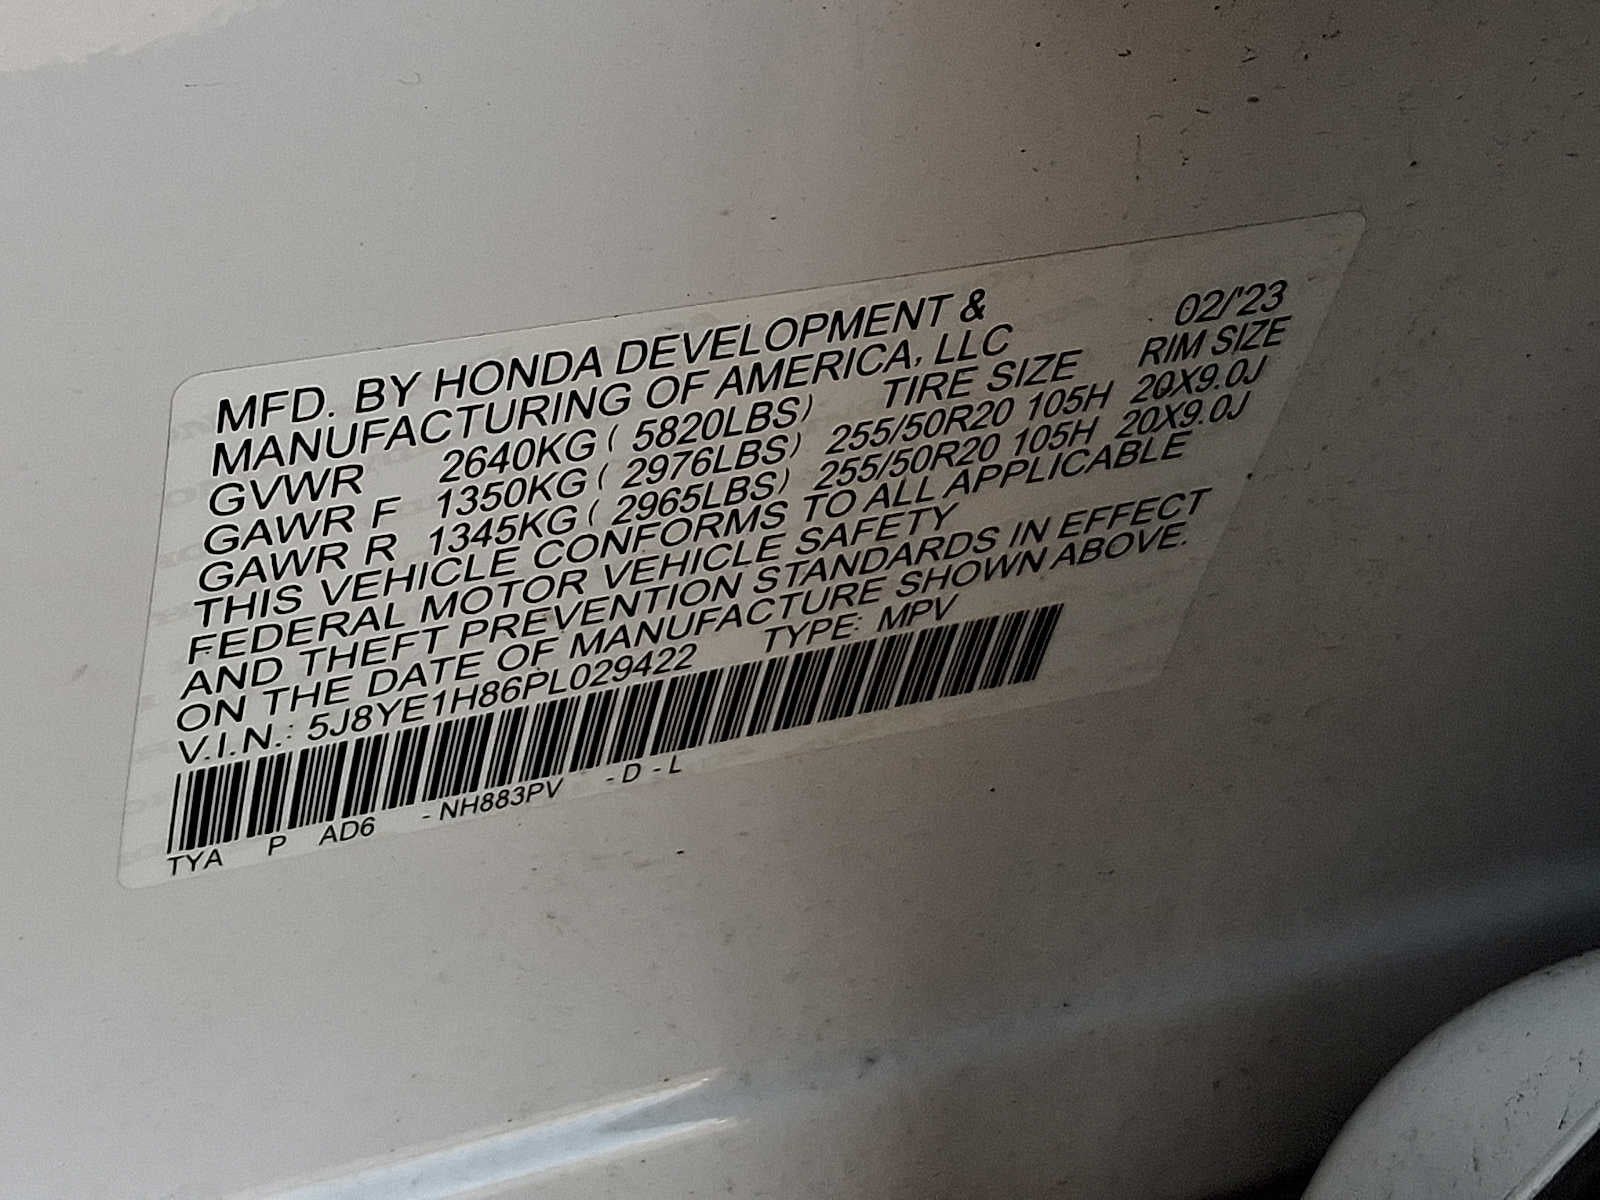 MFD. BY HONDA DEVELOPMENT &
MANUFACTURING OF AMERICA, LLC 02/'23
GVWR 2640KG ( 5820LBS) TIRE SIZE RIM SIZE
GAWR F 1350KG ( 2976LBS) 255/50R20 105H 20X9.0J
GAWR R 1345KG ( 2965LBS) 255/50R20 105H 20X9.0J
THIS VEHICLE CONFORMS TO ALL APPLICABLE
FEDERAL MOTOR VEHICLE SAFETY
AND THEFT PREVENTION STANDARDS IN EFFECT
ON THE DATE OF MANUFACTURE SHOWN ABOVE.
V.I.N.: 5J8YE1H86PL029422 TYPE: MPV
TYA P AD6 - NH883PV - D - L